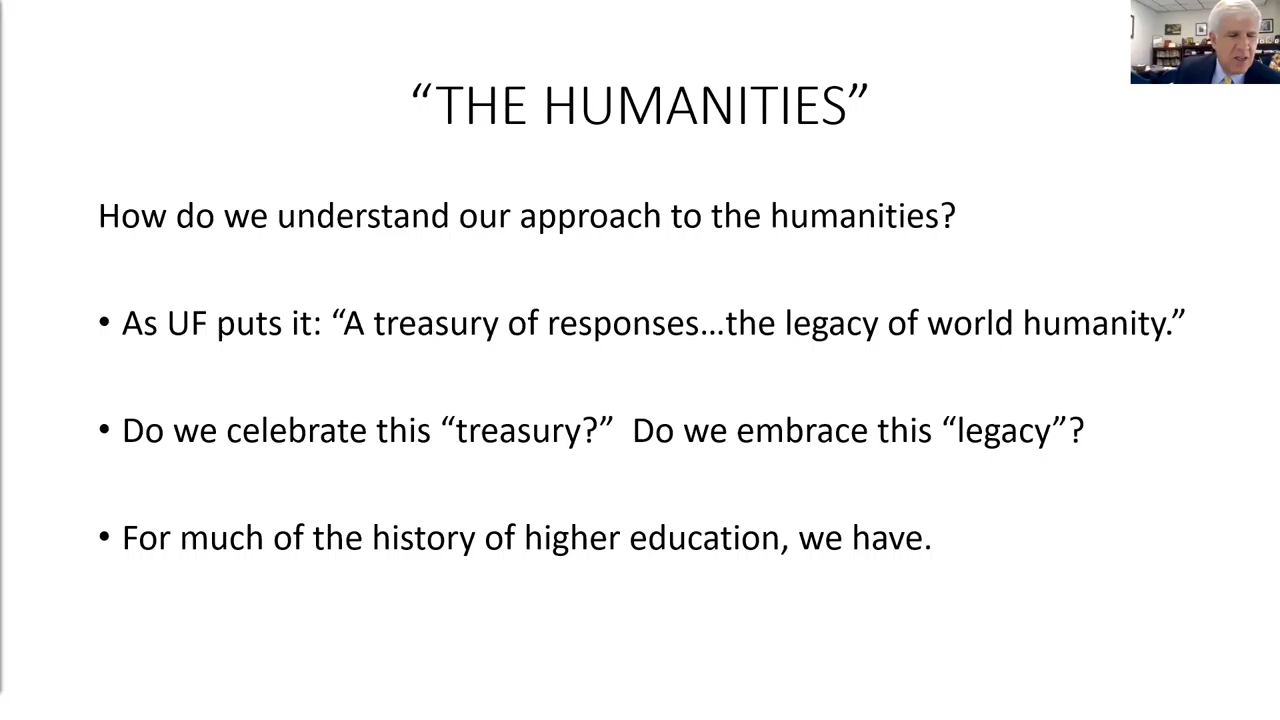 “THE HUMANITIES”
How do we understand our approach to the humanities?
• As UF puts it: “A treasury of responses…the legacy of world humanity.”
• Do we celebrate this “treasury?”  Do we embrace this “legacy”?
• For much of the history of higher education, we have.